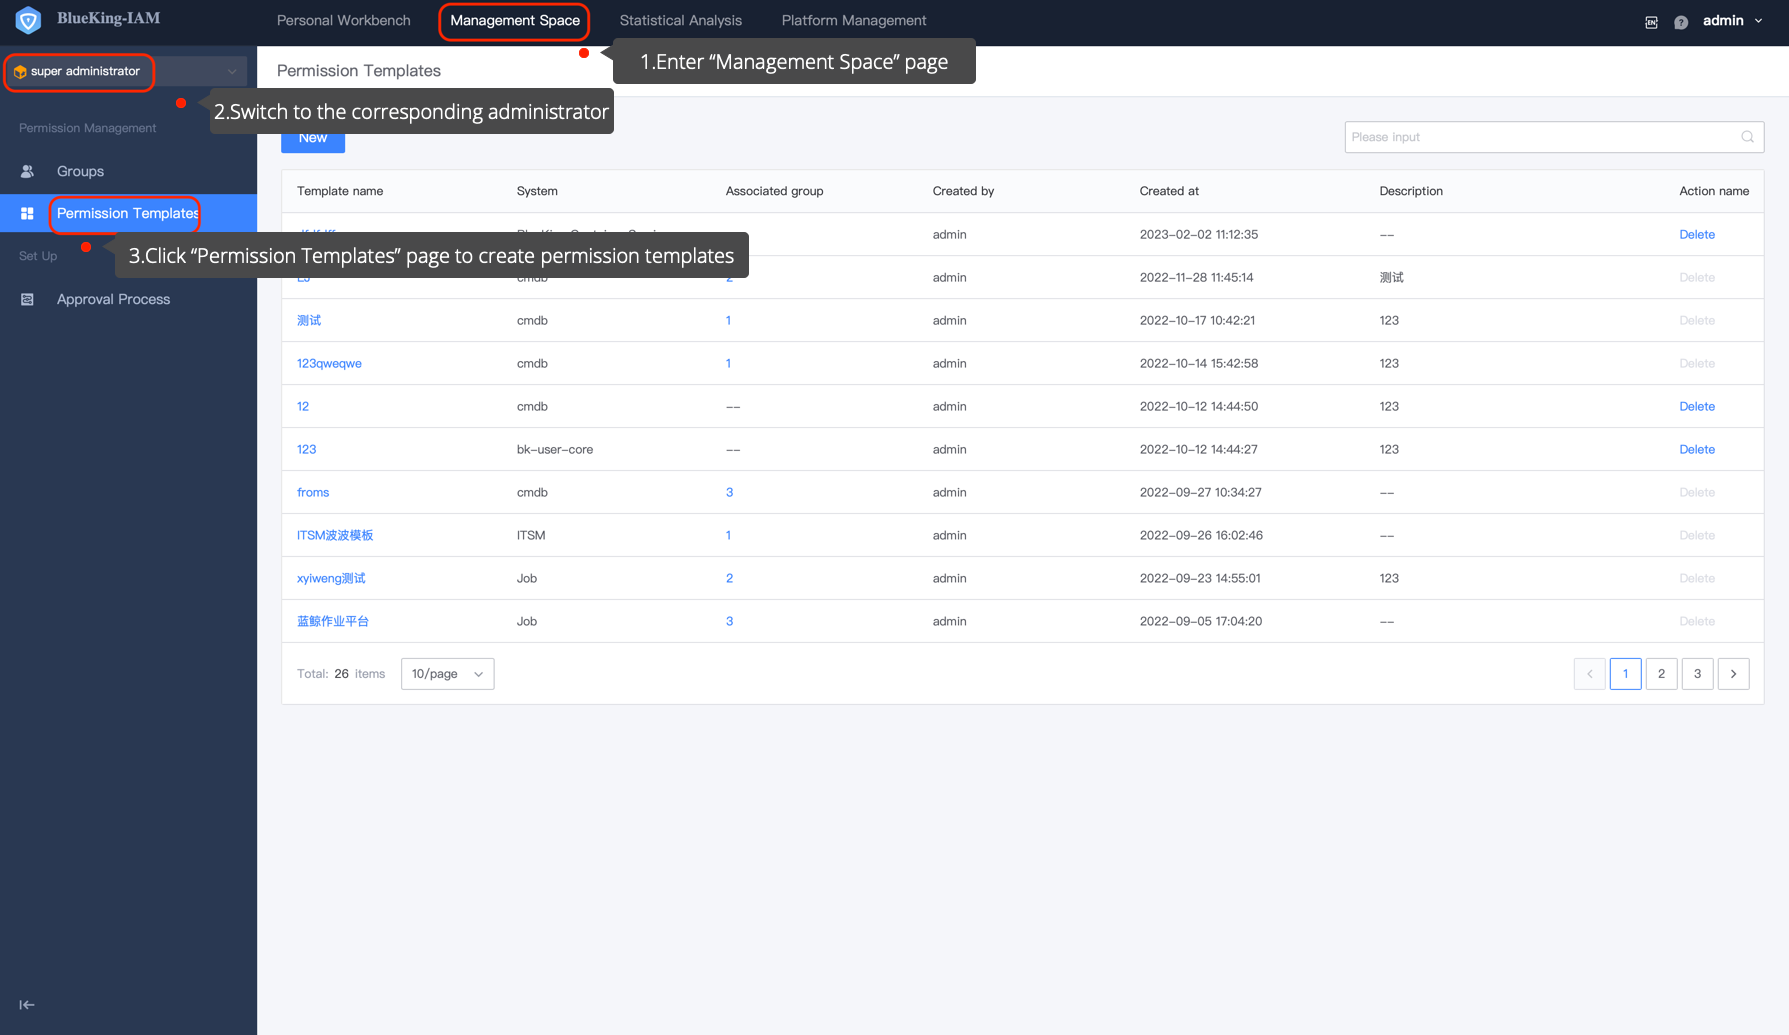 BlueKing-IAM Personal Workbench Management Space Statistical Analysis Platform Management EN ? admin
super administrator
Permission Templates
1.Enter “Management Space” page
2.Switch to the corresponding administrator
Permission Management
New
Please input
Groups
Permission Templates
3.Click “Permission Templates” page to create permission templates
Set Up
Approval Process
Template name System Associated group Created by Created at Description Action name
admin 2023-02-02 11:12:35 -- Delete
cmdb 2 admin 2022-11-28 11:45:14 测试 Delete
测试 cmdb 1 admin 2022-10-17 10:42:21 123 Delete
123qweqwe cmdb 1 admin 2022-10-14 15:42:58 123 Delete
12 cmdb -- admin 2022-10-12 14:44:50 123 Delete
123 bk-user-core -- admin 2022-10-12 14:44:27 123 Delete
froms cmdb 3 admin 2022-09-27 10:34:27 -- Delete
ITSM波波模板 ITSM 1 admin 2022-09-26 16:02:46 -- Delete
xyiweng测试 Job 2 admin 2022-09-23 14:55:01 123 Delete
蓝鲸作业平台 Job 3 admin 2022-09-05 17:04:20 -- Delete
Total: 26 items 10/page 1 2 3